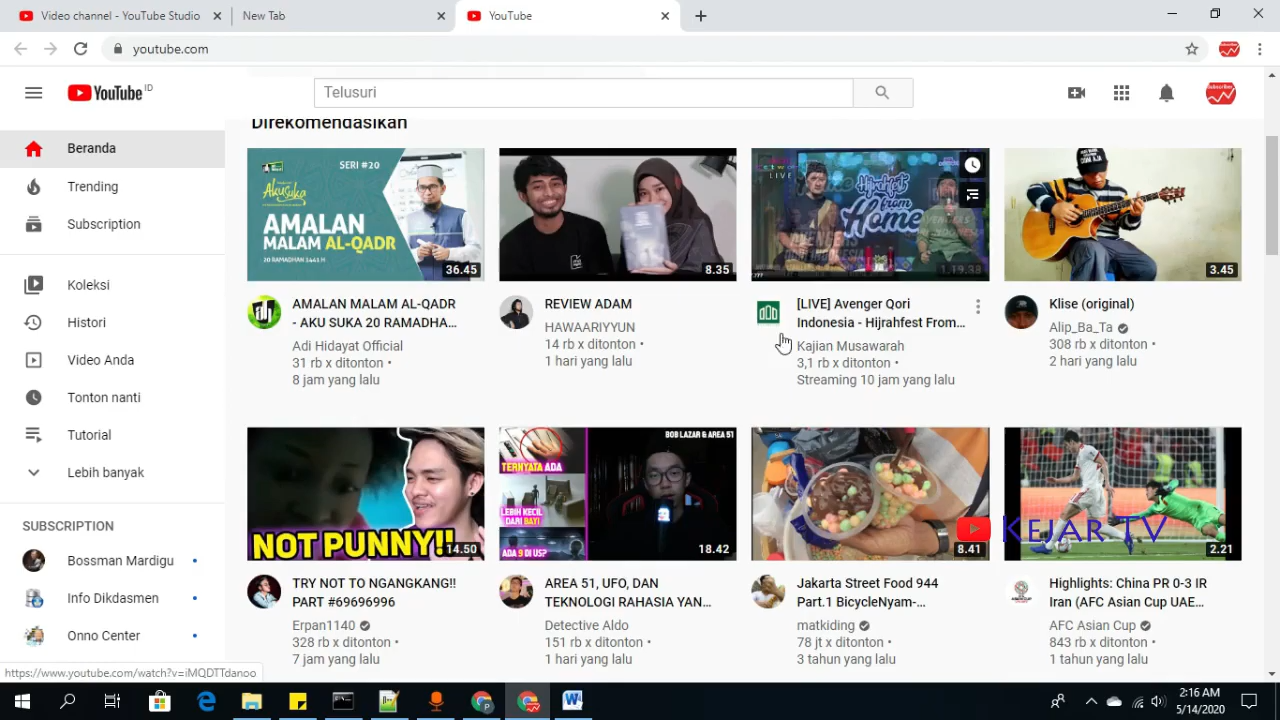 Video channel - YouTube Studio
New Tab
YouTube
youtube.com
YouTube ID
Telusuri
Direkomendasikan
Beranda
Trending
Subscription
Koleksi
Histori
Video Anda
Tonton nanti
Tutorial
Lebih banyak
SUBSCRIPTION
Bossman Mardigu
Info Dikdasmen
Onno Center
SERI #20
AkuSuka
AMALAN
MALAM AL-QADR
20 RAMADHAN 1441 H
36.45
8.35
LIVE
Hijrahfest
from
Home
1.19.38
3.45
AMALAN MALAM AL-QADR
- AKU SUKA 20 RAMADHA...
Adi Hidayat Official
31 rb x ditonton •
8 jam yang lalu
REVIEW ADAM
HAWAARIYYUN
14 rb x ditonton •
1 hari yang lalu
[LIVE] Avenger Qori
Indonesia - Hijrahfest From...
Kajian Musawarah
3,1 rb x ditonton •
Streaming 10 jam yang lalu
Klise (original)
Alip_Ba_Ta
308 rb x ditonton •
2 hari yang lalu
NOT PUNNY!!
14.50
BOB LAZAR & AREA 51
TERNYATA ADA
LEBIH KECIL
DARI BAYI
ADA 9 DI US?
18.42
8.41
KEJAR TV
2.21
TRY NOT TO NGANGKANG!!
PART #69696996
Erpan1140
328 rb x ditonton •
7 jam yang lalu
AREA 51, UFO, DAN
TEKNOLOGI RAHASIA YAN...
Detective Aldo
151 rb x ditonton •
1 hari yang lalu
Jakarta Street Food 944
Part.1 BicycleNyam-...
matkiding
78 jt x ditonton •
3 tahun yang lalu
Highlights: China PR 0-3 IR
Iran (AFC Asian Cup UAE...
AFC Asian Cup
843 rb x ditonton •
1 tahun yang lalu
https://www.youtube.com/watch?v=iMQDTTdanoo
2:16 AM
5/14/2020